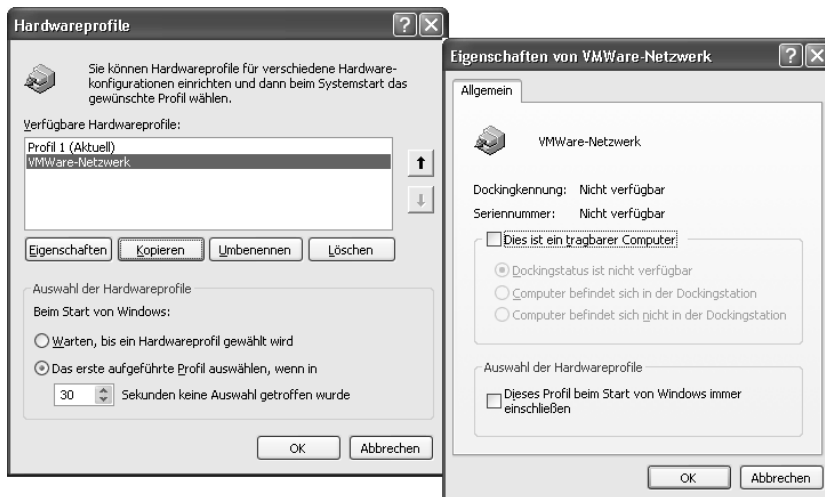 Hardwareprofile
Sie können Hardwareprofile für verschiedene Hardware-
konfigurationen einrichten und dann beim Systemstart das
gewünschte Profil wählen.
Verfügbare Hardwareprofile:
Profil 1 (Aktuell)
VMWare-Netzwerk
Eigenschaften
Kopieren
Umbenennen
Löschen
Auswahl der Hardwareprofile
Beim Start von Windows:
Warten, bis ein Hardwareprofil gewählt wird
Das erste aufgeführte Profil auswählen, wenn in
30 Sekunden keine Auswahl getroffen wurde
OK
Abbrechen
Eigenschaften von VMWare-Netzwerk
Allgemein
VMWare-Netzwerk
Dockingkennung: Nicht verfügbar
Seriennummer: Nicht verfügbar
Dies ist ein tragbarer Computer
Dockingstatus ist nicht verfügbar
Computer befindet sich in der Dockingstation
Computer befindet sich nicht in der Dockingstation
Auswahl der Hardwareprofile
Dieses Profil beim Start von Windows immer
einschließen
OK
Abbrechen